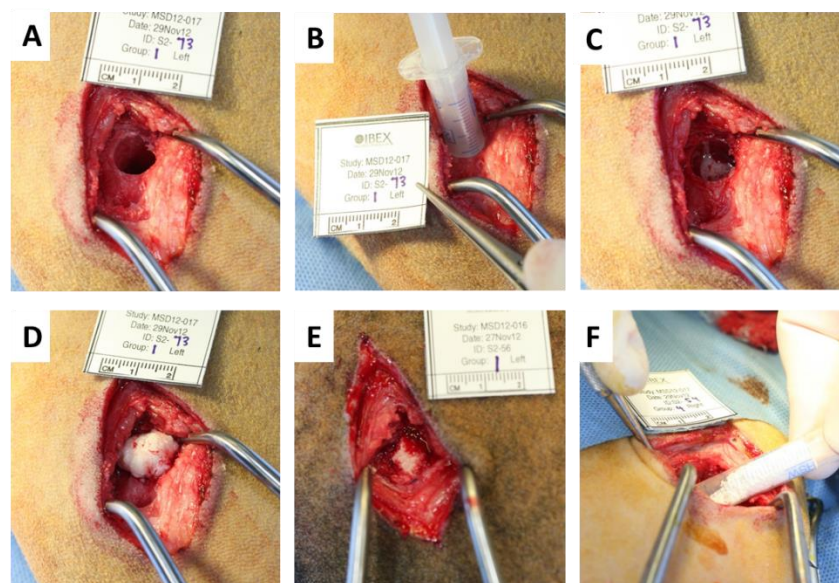 A
MSD12-017
Date: 29Nov12
ID: S2-73
Group: 1 Left
CM 1 2
B
IBEX
Study: MSD12-017
Date: 29Nov12
ID: S2-73
Group: 1 Left
CM 1 2
C
Date: 29Nov12
ID: S2-73
Group: 1 Left
CM 1 2
D
Study: MSD12-017
Date: 29Nov12
ID: S2-73
Group: 1 Left
CM 1 2
E
Study: MSD12-016
Date: 27Nov12
ID: S2-56
Group: 1 Left
CM 1 2
F
IBEX
Right